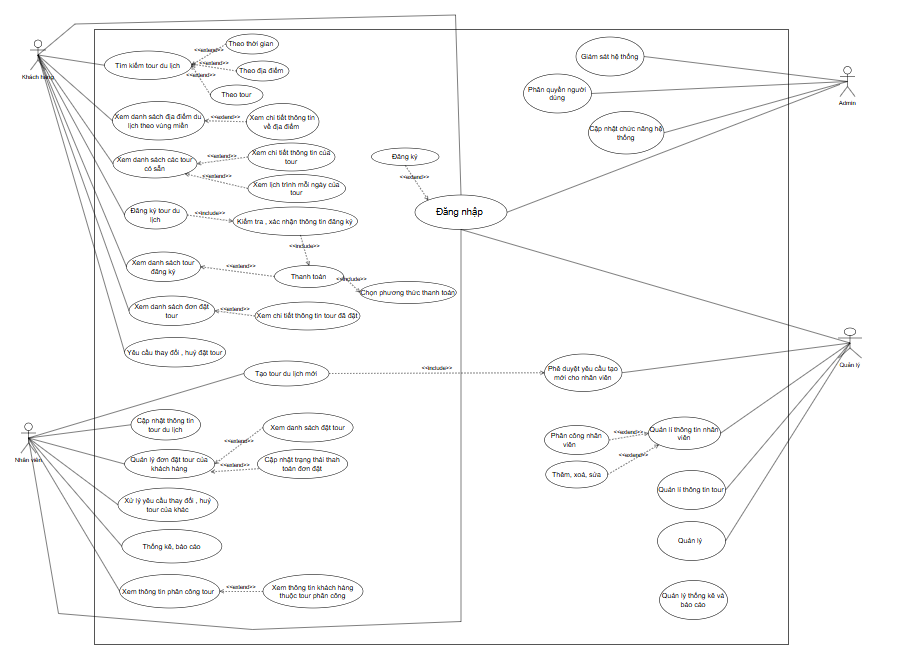 Khách hàng
Tìm kiếm tour du lịch
<<extend>>
Theo thời gian
<<extend>>
Theo địa điểm
<<extend>>
Theo tour
Xem danh sách địa điểm du
lịch theo vùng miền
<<extend>>
Xem chi tiết thông tin
về địa điểm
Xem danh sách các tour
có sẵn
<<extend>>
Xem chi tiết thông tin của
tour
<<extend>>
Xem lịch trình mỗi ngày của
tour
Đăng ký tour du
lịch
<<include>>
Kiểm tra , xác nhận thông tin đăng ký
<<include>>
Xem danh sách tour
đăng ký
<<extend>>
Thanh toán
<<include>>
Chọn phương thức thanh toán
Xem danh sách đơn đặt
tour
<<extend>>
Xem chi tiết thông tin tour đã đặt
Yêu cầu thay đổi , huỷ đặt tour
Đăng ký
<<extend>>
Đăng nhập
Giám sát hệ thống
Phân quyền người
dùng
Cập nhật chức năng hệ
thống
Admin
Tạo tour du lịch mới
<<include>>
Phê duyệt yêu cầu tạo
mới cho nhân viên
Quản lý
Nhân viên
Cập nhật thông tin
tour du lịch
Quản lý đơn đặt tour của
khách hàng
<<extend>>
Xem danh sách đặt tour
<<extend>>
Cập nhật trạng thái thah
toán đơn đặt
Xử lý yêu cầu thay đổi , huỷ
tour của khác
Thống kê, báo cáo
Xem thông tin phân công tour
<<extend>>
Xem thông tin khách hàng
thuộc tour phân công
Phân công nhân
viên
<<extend>>
Quản lí thông tin nhân
viên
<<extend>>
Thêm, xoá, sửa
Quản lí thông tin tour
Quản lý
Quản lý thống kê và
báo cáo